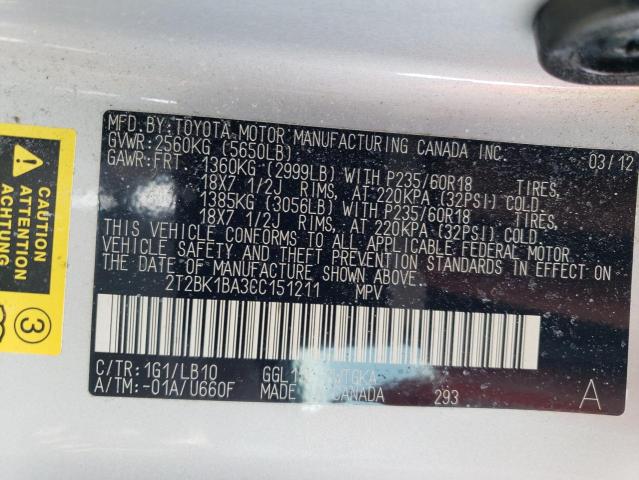 CAUTION
ATTENTION
ACHTUNG
3
MFD.BY:TOYOTA MOTOR MANUFACTURING CANADA INC. 03/12
GVWR:2560KG (5650LB)
GAWR:FRT. 1360KG (2999LB) WITH P235/60R18 TIRES,
18X7 1/2J RIMS, AT 220KPA (32PSI) COLD.
1385KG (3056LB) WITH P235/60R18 TIRES,
18X7 1/2J RIMS, AT 220KPA (32PSI) COLD.
THIS VEHICLE CONFORMS TO ALL APPLICABLE FEDERAL MOTOR
VEHICLE SAFETY AND THEFT PREVENTION STANDARDS IN EFFECT ON
THE DATE OF MANUFACTURE SHOWN ABOVE.
2T2BK1BA3CC151211 MPV
C/TR:1G1/LB10
A/TM:-01A/U660F MADE CANADA 293 A